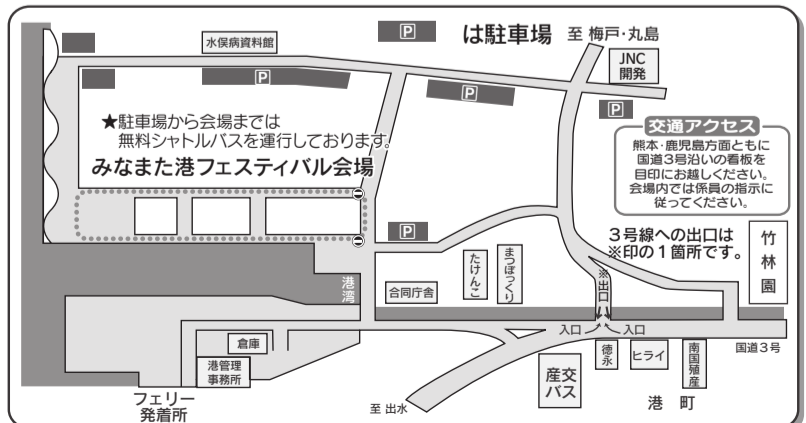 P は駐車場
至 梅戸・丸島
水俣病資料館
JNC
開発
P
P
P
★駐車場から会場までは
無料シャトルバスを運行しております。
みなまた港フェスティバル会場
交通アクセス
熊本・鹿児島方面ともに
国道3号沿いの看板を
目印にお越しください。
会場内では係員の指示に
従ってください。
P
3号線への出口は
※印の1箇所です。
竹林園
まつぼっくり
たけんこ
※出口
港湾
合同庁舎
入口
入口
倉庫
徳永
ヒライ
南国殖産
国道3号
港管理
事務所
産交
バス
フェリー
発着所
至 出水
港町